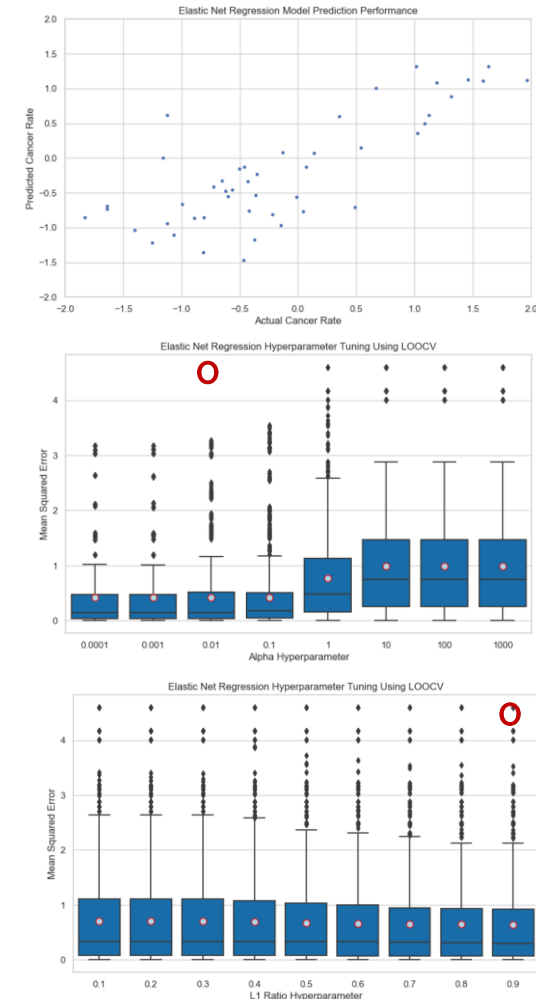 Elastic Net Regression Model Prediction Performance
2.0
1.5
1.0
0.5
0.0
−0.5
−1.0
−1.5
−2.0
Predicted Cancer Rate
−2.0 −1.5 −1.0 −0.5 0.0 0.5 1.0 1.5 2.0
Actual Cancer Rate
Elastic Net Regression Hyperparameter Tuning Using LOOCV
4
3
2
1
0
Mean Squared Error
0.0001 0.001 0.01 0.1 1 10 100 1000
Alpha Hyperparameter
Elastic Net Regression Hyperparameter Tuning Using LOOCV
4
3
2
1
0
Mean Squared Error
0.1 0.2 0.3 0.4 0.5 0.6 0.7 0.8 0.9
L1 Ratio Hyperparameter